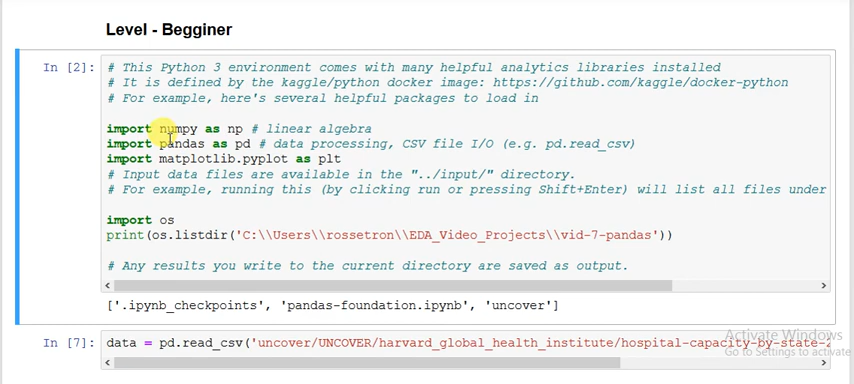 Level - Begginer
In [2]: # This Python 3 environment comes with many helpful analytics libraries installed
# It is defined by the kaggle/python docker image: https://github.com/kaggle/docker-python
# For example, here's several helpful packages to load in
import numpy as np # linear algebra
import pandas as pd # data processing, CSV file I/O (e.g. pd.read_csv)
import matplotlib.pyplot as plt
# Input data files are available in the "../input/" directory.
# For example, running this (by clicking run or pressing Shift+Enter) will list all files under
import os
print(os.listdir('C:\\Users\\rossetron\\EDA_Video_Projects\\vid-7-pandas'))
# Any results you write to the current directory are saved as output.
['.ipynb_checkpoints', 'pandas-foundation.ipynb', 'uncover']
In [7]: data = pd.read_csv('uncover/UNCOVER/harvard_global_health_institute/hospital-capacity-by-state-2
Activate Windows
Go to Settings to activate